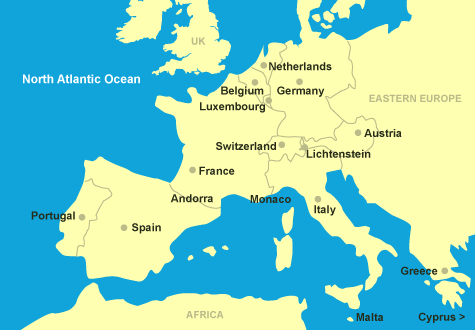 UK
Netherlands
North Atlantic Ocean
Belgium
Germany
EASTERN EUROPE
Luxembourg
Austria
Switzerland
Lichtenstein
France
Andorra
Monaco
Italy
Portugal
Spain
Greece
AFRICA
Malta
Cyprus >